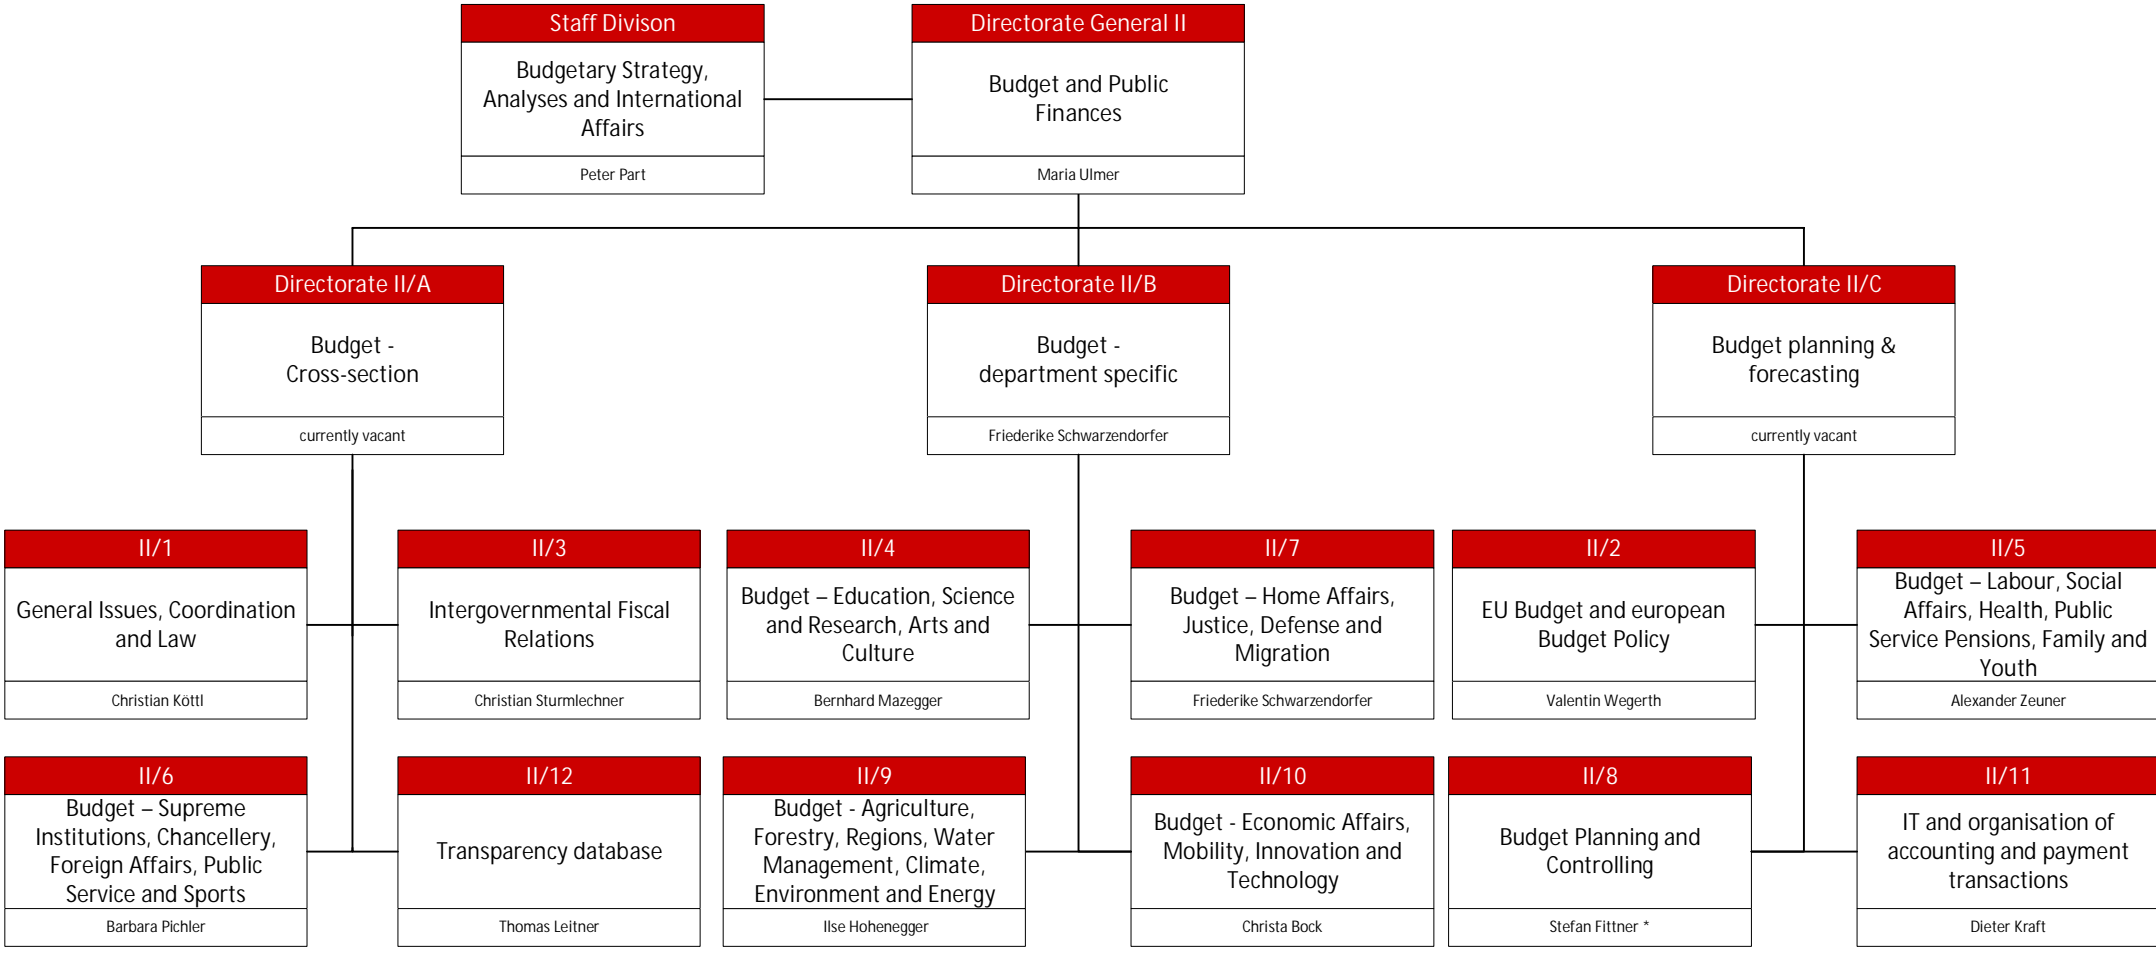 Staff Divison
Budgetary Strategy,
Analyses and International
Affairs
Peter Part
Directorate General II
Budget and Public
Finances
Maria Ulmer
Directorate II/A
Budget -
Cross-section
currently vacant
Directorate II/B
Budget -
department specific
Friederike Schwarzendorfer
Directorate II/C
Budget planning &
forecasting
currently vacant
II/1
General Issues, Coordination
and Law
Christian Köttl
II/3
Intergovernmental Fiscal
Relations
Christian Sturmlechner
II/4
Budget – Education, Science
and Research, Arts and
Culture
Bernhard Mazegger
II/7
Budget – Home Affairs,
Justice, Defense and
Migration
Friederike Schwarzendorfer
II/2
EU Budget and european
Budget Policy
Valentin Wegerth
II/5
Budget – Labour, Social
Affairs, Health, Public
Service Pensions, Family and
Youth
Alexander Zeuner
II/6
Budget – Supreme
Institutions, Chancellery,
Foreign Affairs, Public
Service and Sports
Barbara Pichler
II/12
Transparency database
Thomas Leitner
II/9
Budget - Agriculture,
Forestry, Regions, Water
Management, Climate,
Environment and Energy
Ilse Hohenegger
II/10
Budget - Economic Affairs,
Mobility, Innovation and
Technology
Christa Bock
II/8
Budget Planning and
Controlling
Stefan Fittner *
II/11
IT and organisation of
accounting and payment
transactions
Dieter Kraft